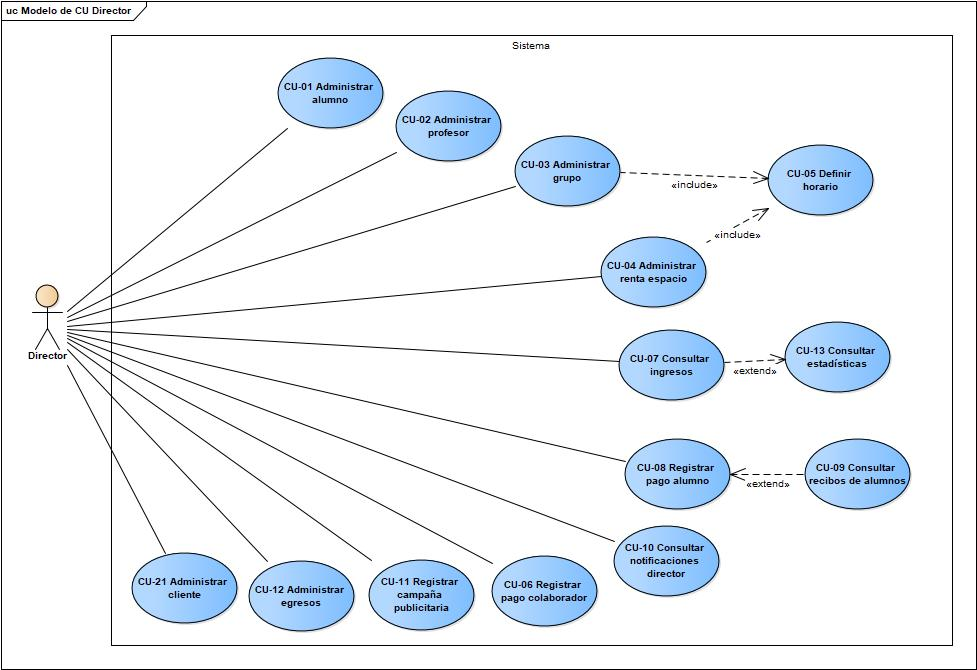 uc Modelo de CU Director
Sistema
CU-01 Administrar
alumno
CU-02 Administrar
profesor
CU-03 Administrar
grupo
«include»
CU-05 Definir
horario
«include»
CU-04 Administrar
renta espacio
Director
CU-07 Consultar
ingresos
«extend»
CU-13 Consultar
estadísticas
CU-08 Registrar
pago alumno
«extend»
CU-09 Consultar
recibos de alumnos
CU-10 Consultar
notificaciones
director
CU-21 Administrar
cliente
CU-12 Administrar
egresos
CU-11 Registrar
campaña
publicitaria
CU-06 Registrar
pago colaborador